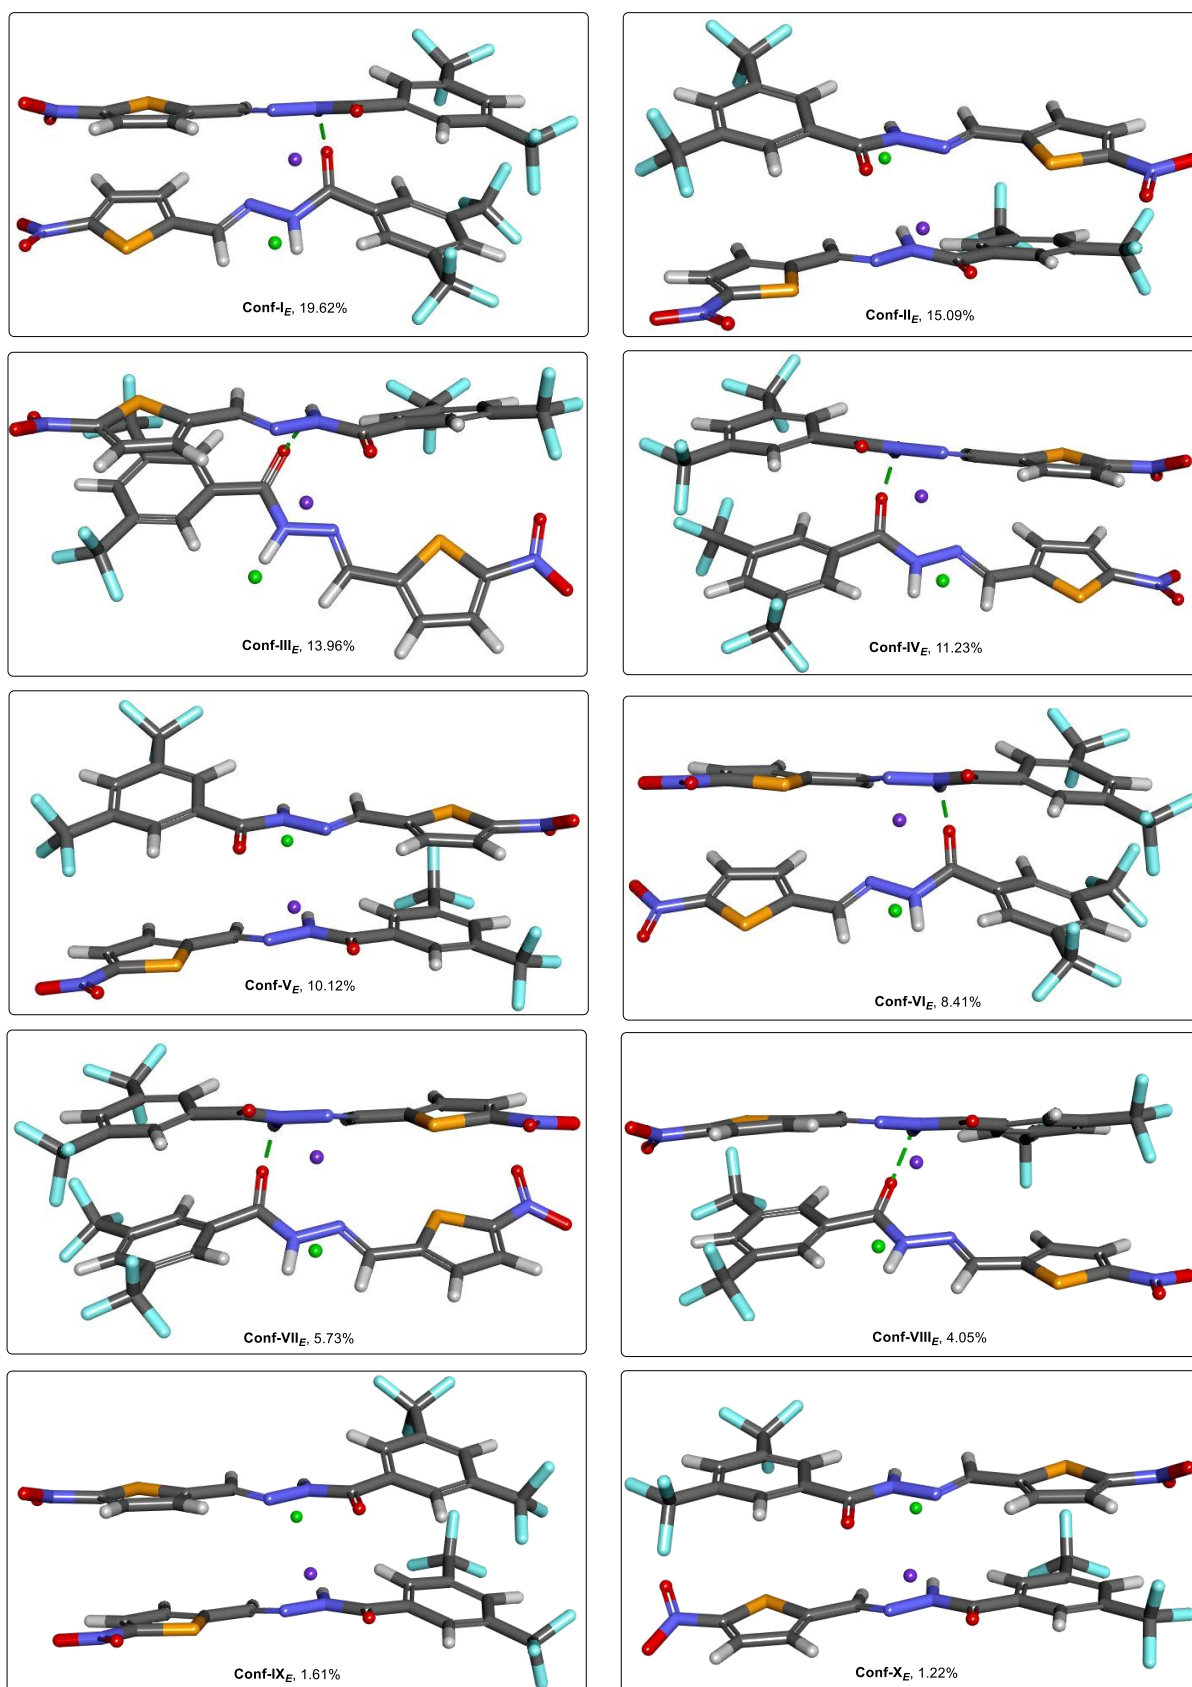 Conf-I_E, 19.62%
Conf-II_E, 15.09%
Conf-III_E, 13.96%
Conf-IV_E, 11.23%
Conf-V_E, 10.12%
Conf-VI_E, 8.41%
Conf-VII_E, 5.73%
Conf-VIII_E, 4.05%
Conf-IX_E, 1.61%
Conf-X_E, 1.22%